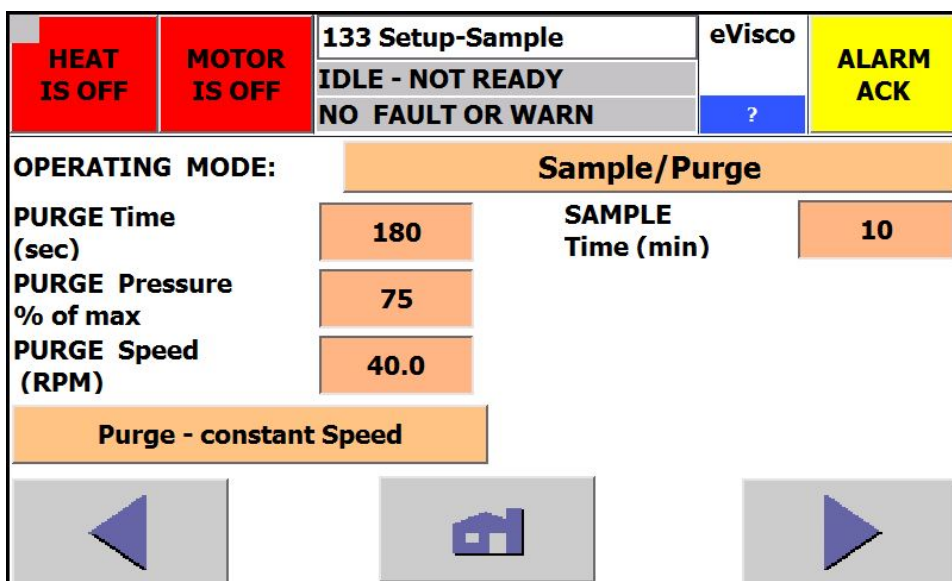 HEAT
IS OFF
MOTOR
IS OFF
133 Setup-Sample
IDLE - NOT READY
NO FAULT OR WARN
eVisco
?
ALARM
ACK
OPERATING MODE:
Sample/Purge
PURGE Time
(sec)
180
SAMPLE
Time (min)
10
PURGE Pressure
% of max
75
PURGE Speed
(RPM)
40.0
Purge - constant Speed